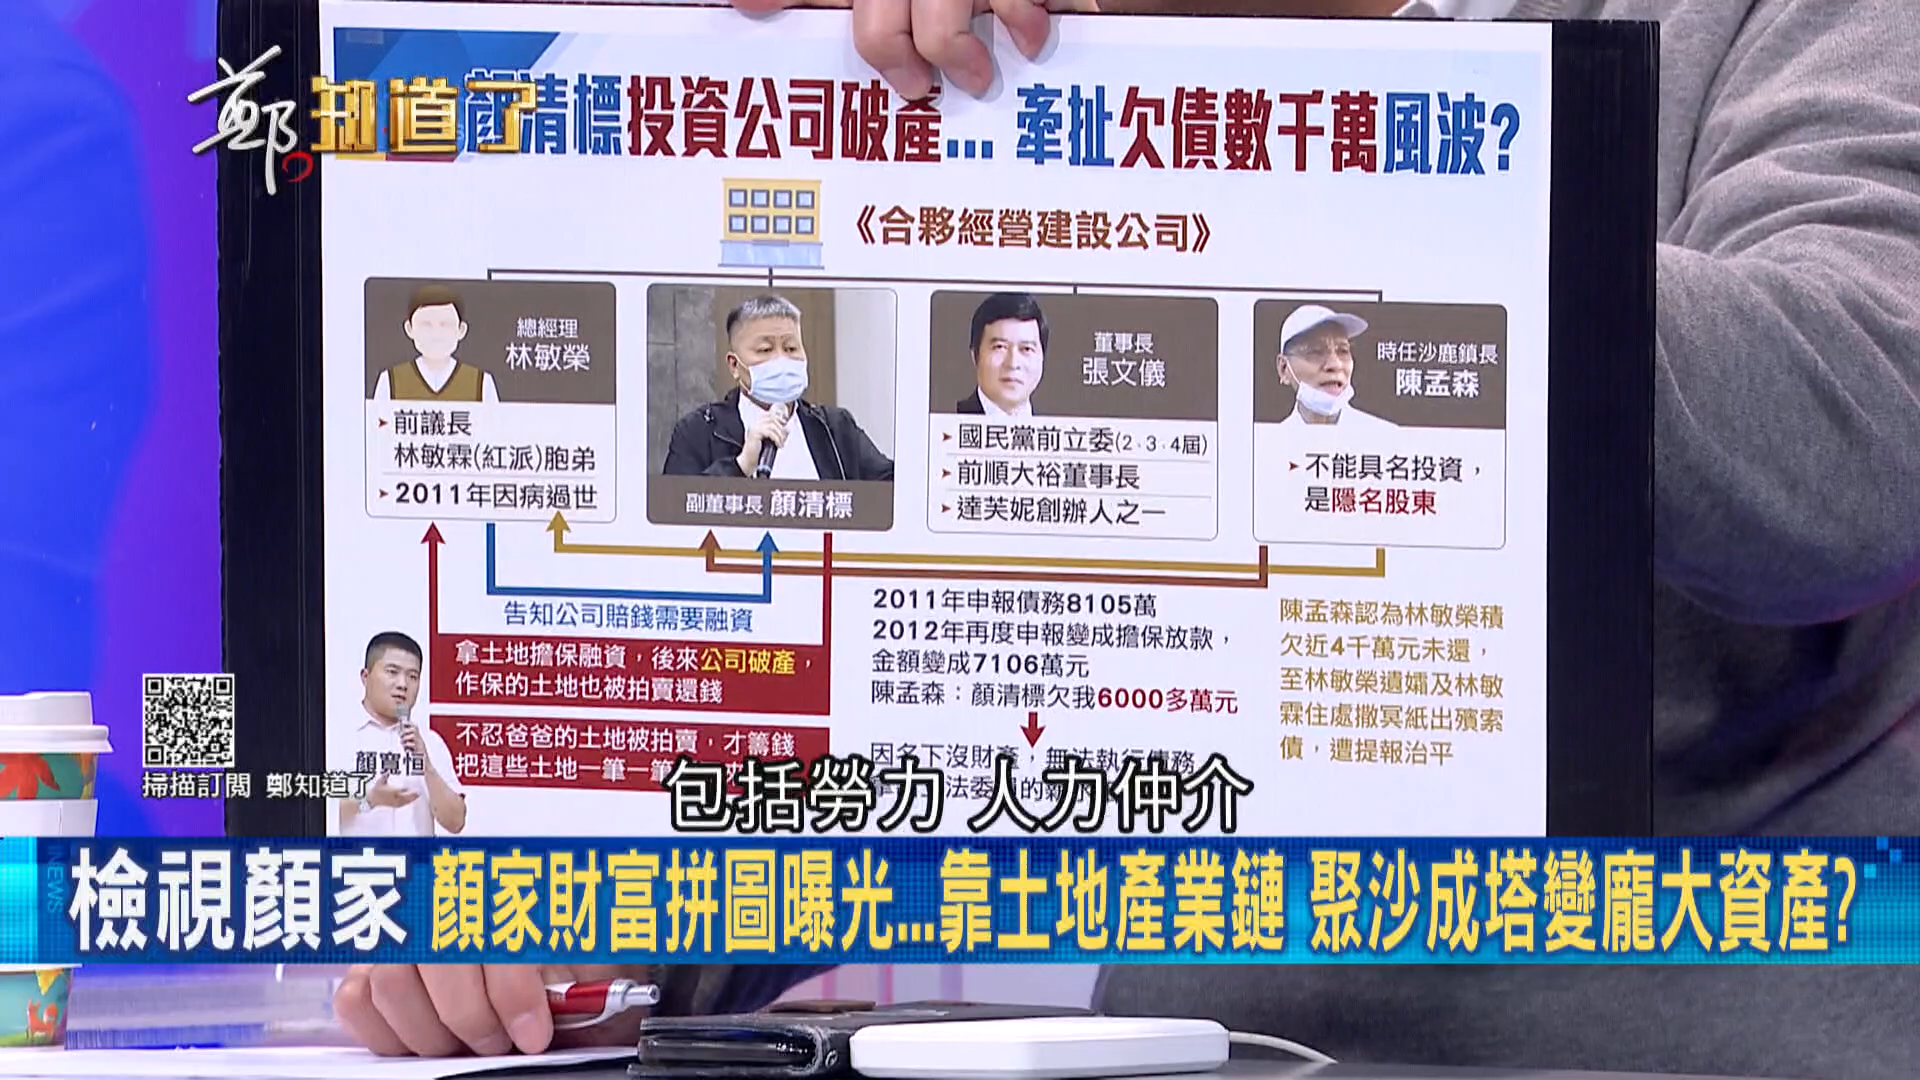 鄭知道了
顏清標投資公司破產... 牽扯欠債數千萬風波?
《合夥經營建設公司》
總經理
林敏榮
前議長
林敏霖(紅派)胞弟
2011年因病過世
副董事長 顏清標
董事長
張文儀
國民黨前立委(2、3、4屆)
前順大裕董事長
達芙妮創辦人之一
時任沙鹿鎮長
陳孟森
不能具名投資，
是隱名股東
告知公司賠錢需要融資
拿土地擔保融資，後來公司破產，
作保的土地也被拍賣還錢
不忍爸爸的土地被拍賣，才籌錢
把這些土地一筆一筆
顏寬恒
2011年申報債務8105萬
2012年再度申報變成擔保放款，
金額變成7106萬元
陳孟森：顏清標欠我6000多萬元
因名下沒財產，無法執行債務
陳孟森認為林敏榮積
欠近4千萬元未還，
至林敏榮遺孀及林敏
霖住處撒冥紙出殯索
債，遭提報治平
掃描訂閱 鄭知道了
包括勞力 人力仲介
NEWS
檢視顏家 顏家財富拼圖曝光...靠土地產業鏈 聚沙成塔變龐大資產?